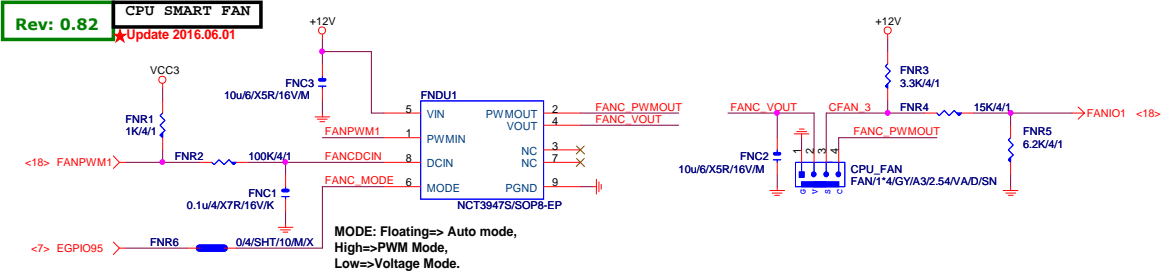 Rev: 0.82
CPU SMART FAN
Update 2016.06.01
+12V
+12V
VCC3
FNC3
10u/6/X5R/16V/M
FNR3
3.3K/4/1
FNDU1
FNR1
1K/4/1
5
VIN
PWMOUT
2
FANC_PWMOUT
VOUT
4
FANC_VOUT
FANPWM1
1
PWMIN
FANC_VOUT
CFAN_3
FNR4
15K/4/1
FANIO1
<18>
FANC_PWMOUT
NC
3
NC
7
FNR5
6.2K/4/1
<18>
FANPWM1
FNR2
100K/4/1
FANCDCIN
8
DCIN
FNC2
10u/6/X5R/16V/M
1
2
3
4
CPU_FAN
FAN/1*4/GY/A3/2.54/VA/D/SN
G
V
S
C
FANC_MODE
6
MODE
PGND
9
FNC1
0.1u/4/X7R/16V/K
NCT3947S/SOP8-EP
MODE: Floating=> Auto mode,
High=>PWM Mode,
Low=>Voltage Mode.
<7>
EGPIO95
FNR6
0/4/SHT/10/M/X